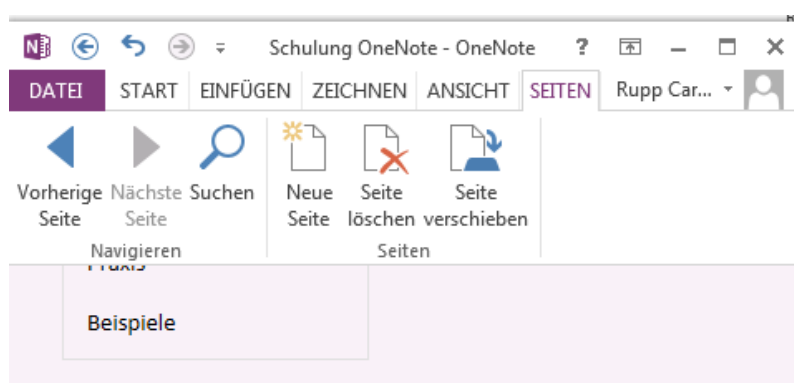 Schulung OneNote - OneNote ?
DATEI START EINFÜGEN ZEICHNEN ANSICHT SEITEN Rupp Car...
Vorherige Nächste Suchen Neue Seite Seite
Seite Seite Seite löschen verschieben
Navigieren Seiten
Praxis
Beispiele